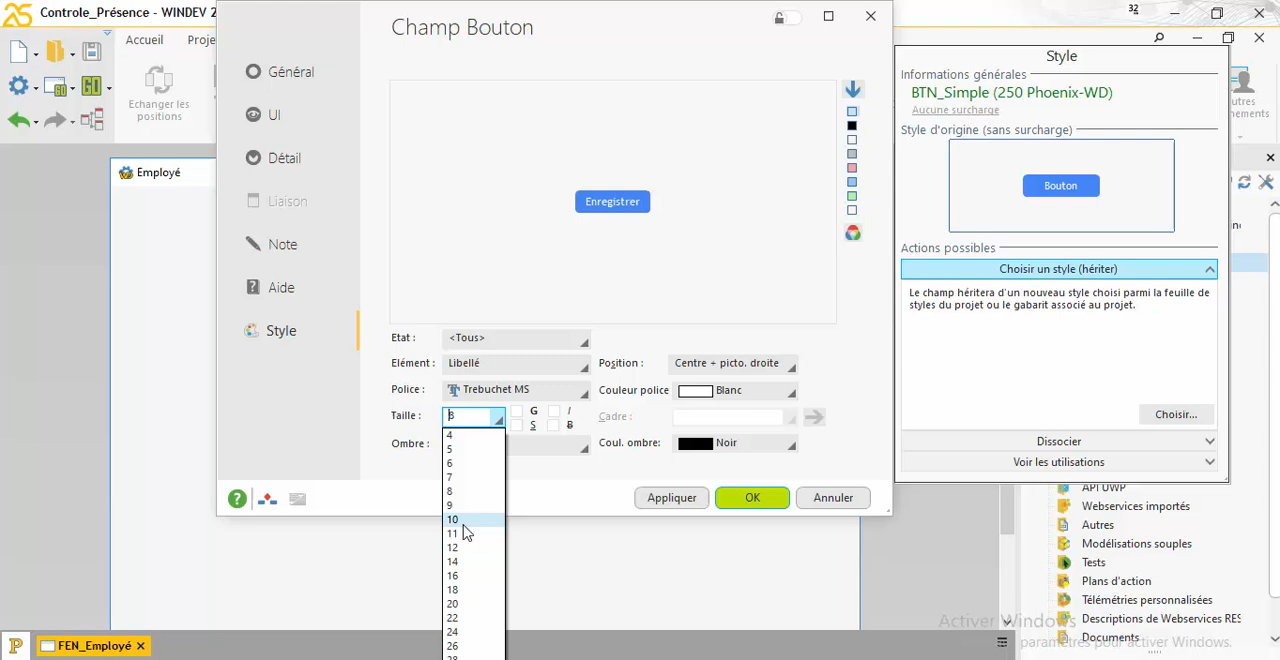 Controle_Présence - WINDEV 2
32
Accueil
Proje
Echanger les
positions
Employé
Champ Bouton
Général
UI
Détail
Liaison
Note
Aide
Style
Enregistrer
Etat :
<Tous>
Elément :
Libellé
Position :
Centre + picto. droite
Police :
Trebuchet MS
Couleur police
Blanc
Taille :
8
G
I
S
B
Cadre :
Ombre :
Coul. ombre:
Noir
4
5
6
7
8
9
10
11
12
14
16
18
20
22
24
26
28
Appliquer
OK
Annuler
Style
Informations générales
BTN_Simple (250 Phoenix-WD)
Aucune surcharge
Style d'origine (sans surcharge)
Bouton
Actions possibles
Choisir un style (hériter)
Le champ héritera d'un nouveau style choisi parmi la feuille de
styles du projet ou le gabarit associé au projet.
Choisir...
Dissocier
Voir les utilisations
utres
nements
API UWP
Webservices importés
Autres
Modélisations souples
Tests
Plans d'action
Télémétries personnalisées
Descriptions de Webservices RES
Documents
Activer Windows
paramètres pour activer Windows.
FEN_Employé